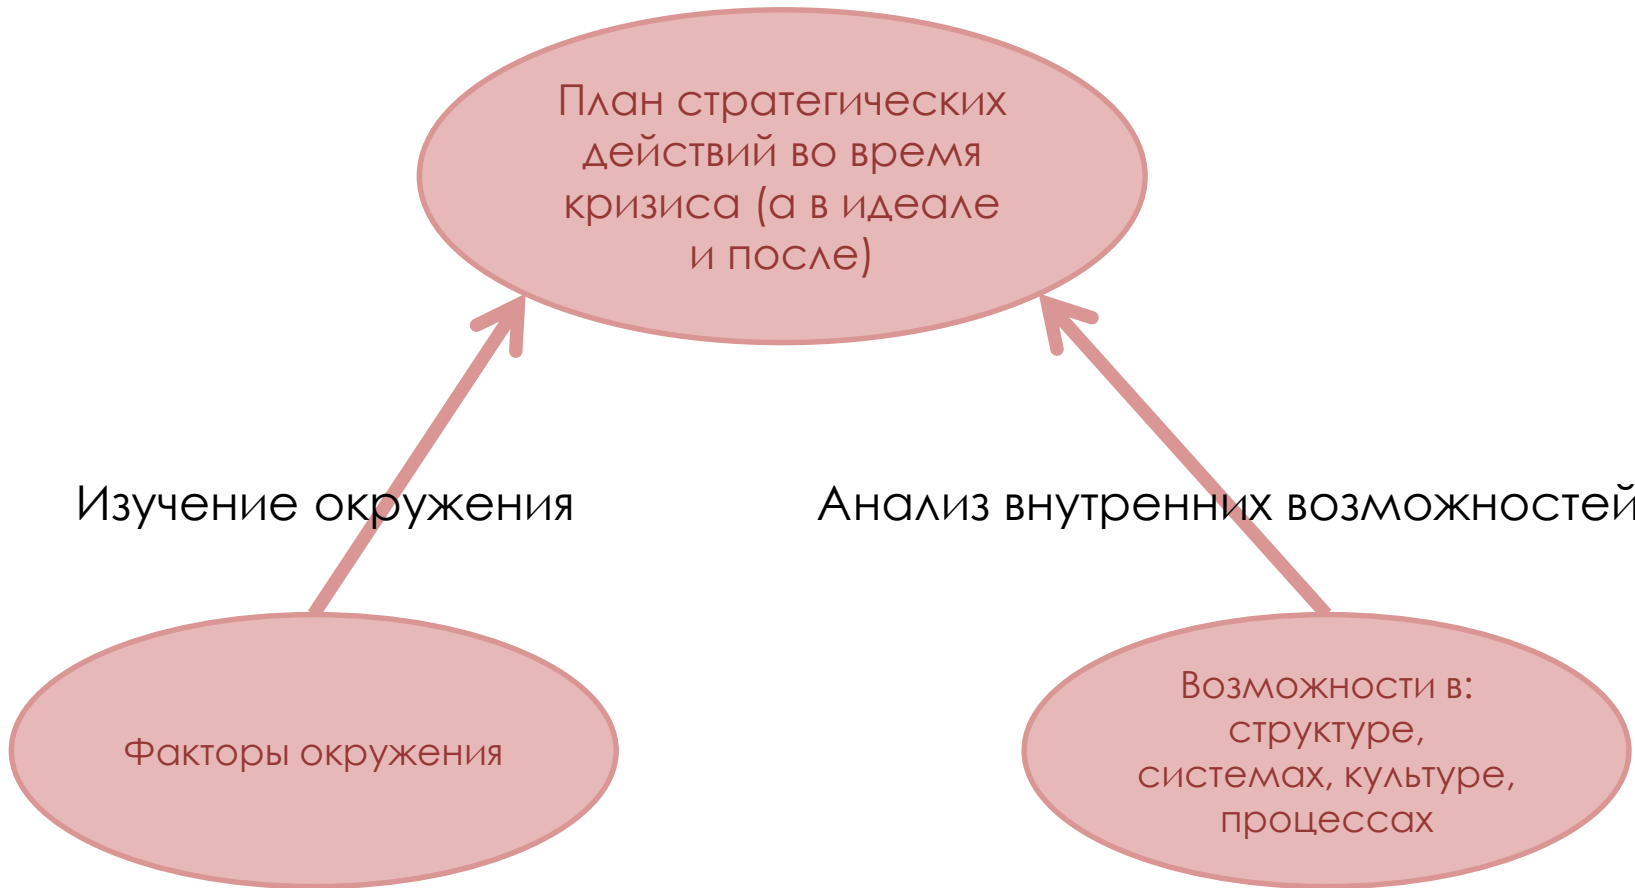 План стратегических
действий во время
кризиса (а в идеале
и после)
Изучение окружения
Анализ внутренних возможностей
Факторы окружения
Возможности в:
структуре,
системах, культуре,
процессах